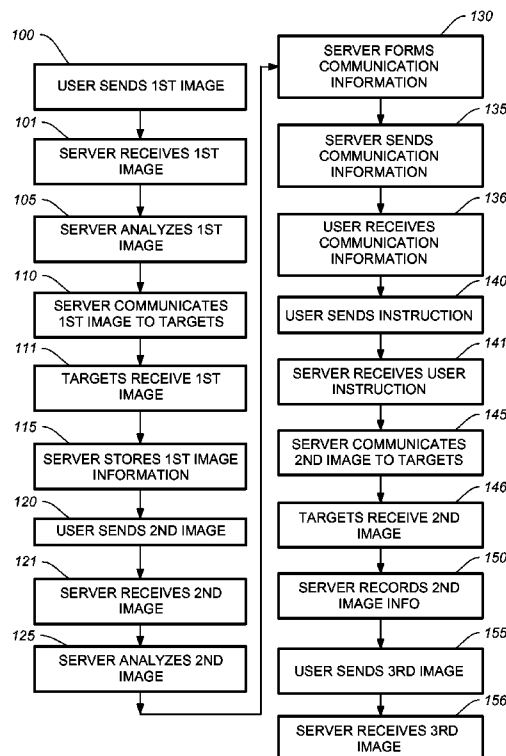 100
USER SENDS 1ST IMAGE
101
SERVER RECEIVES 1ST
IMAGE
105
SERVER ANALYZES 1ST
IMAGE
110
SERVER COMMUNICATES
1ST IMAGE TO TARGETS
111
TARGETS RECEIVE 1ST
IMAGE
115
SERVER STORES 1ST IMAGE
INFORMATION
120
USER SENDS 2ND IMAGE
121
SERVER RECEIVES 2ND
IMAGE
125
SERVER ANALYZES 2ND
IMAGE
130
SERVER FORMS
COMMUNICATION
INFORMATION
135
SERVER SENDS
COMMUNICATION
INFORMATION
136
USER RECEIVES
COMMUNICATION
INFORMATION
140
USER SENDS INSTRUCTION
141
SERVER RECEIVES USER
INSTRUCTION
145
SERVER COMMUNICATES
2ND IMAGE TO TARGETS
146
TARGETS RECEIVE 2ND
IMAGE
150
SERVER RECORDS 2ND
IMAGE INFO
155
USER SENDS 3RD IMAGE
156
SERVER RECEIVES 3RD
IMAGE